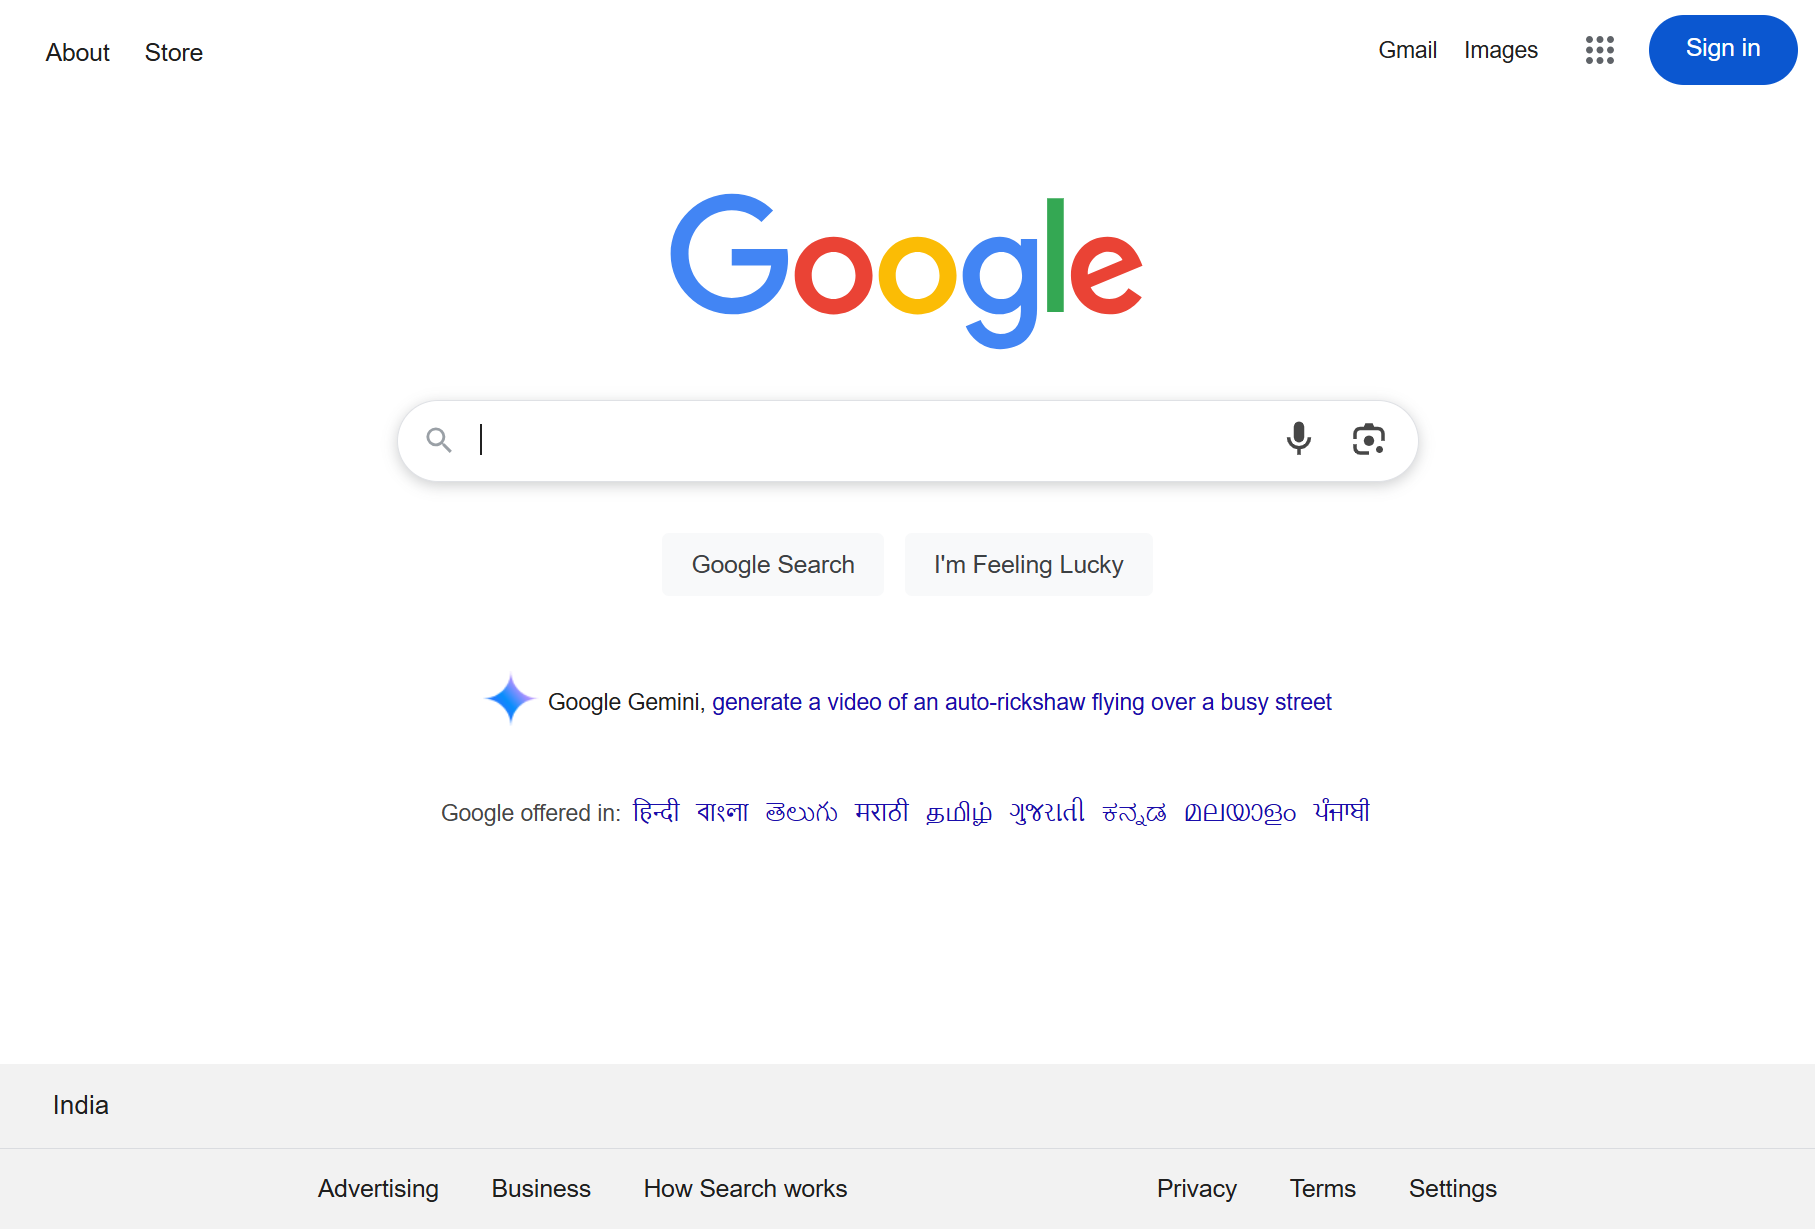 About Store Gmail Images Sign in
Google
Google Search I'm Feeling Lucky
Google Gemini, generate a video of an auto-rickshaw flying over a busy street
Google offered in: हिन्दी বাংলা తెలుగు मराठी தமிழ் ગુજરાતી ಕನ್ನಡ മലയാളം ਪੰਜਾਬੀ
India
Advertising Business How Search works Privacy Terms Settings